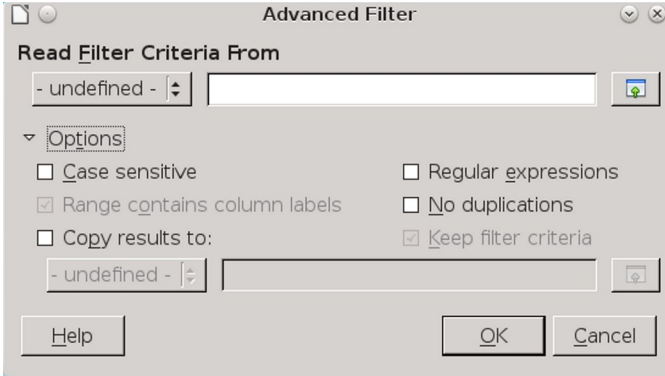 Advanced Filter
Read Filter Criteria From
- undefined -
Options
Case sensitive Regular expressions
Range contains column labels No duplications
Copy results to: Keep filter criteria
- undefined -
Help OK Cancel